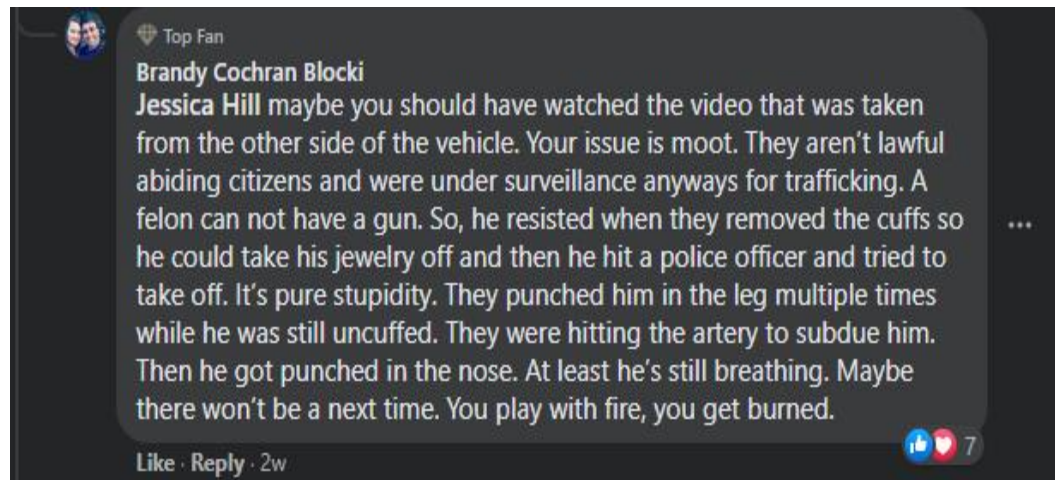 Top Fan
Brandy Cochran Blocki
Jessica Hill maybe you should have watched the video that was taken
from the other side of the vehicle. Your issue is moot. They aren't lawful
abiding citizens and were under surveillance anyways for trafficking. A
felon can not have a gun. So, he resisted when they removed the cuffs so
he could take his jewelry off and then he hit a police officer and tried to
take off. It's pure stupidity. They punched him in the leg multiple times
while he was still uncuffed. They were hitting the artery to subdue him.
Then he got punched in the nose. At least he's still breathing. Maybe
there won't be a next time. You play with fire, you get burned.
7
Like · Reply · 2w